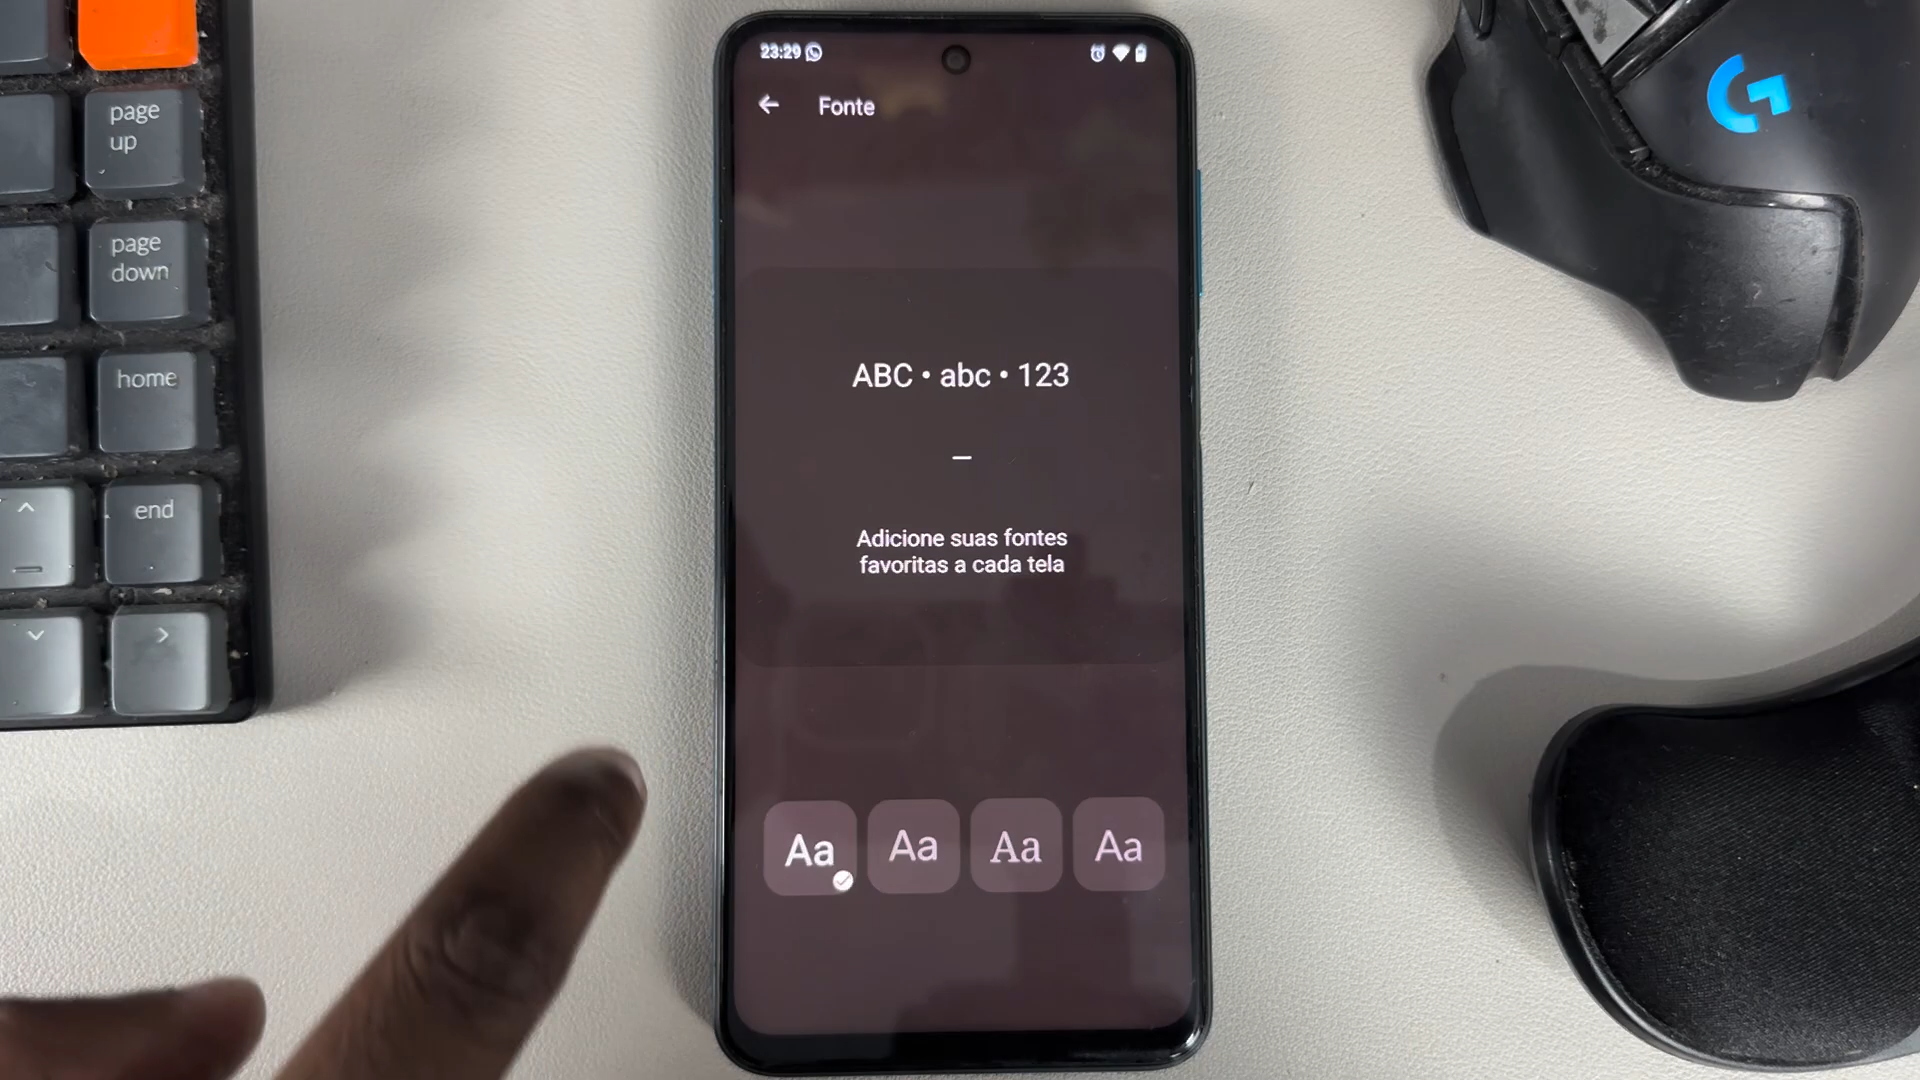 23:29
Fonte
ABC • abc • 123
Adicione suas fontes
favoritas a cada tela
Aa Aa Aa Aa
page
up
page
down
home
end
G